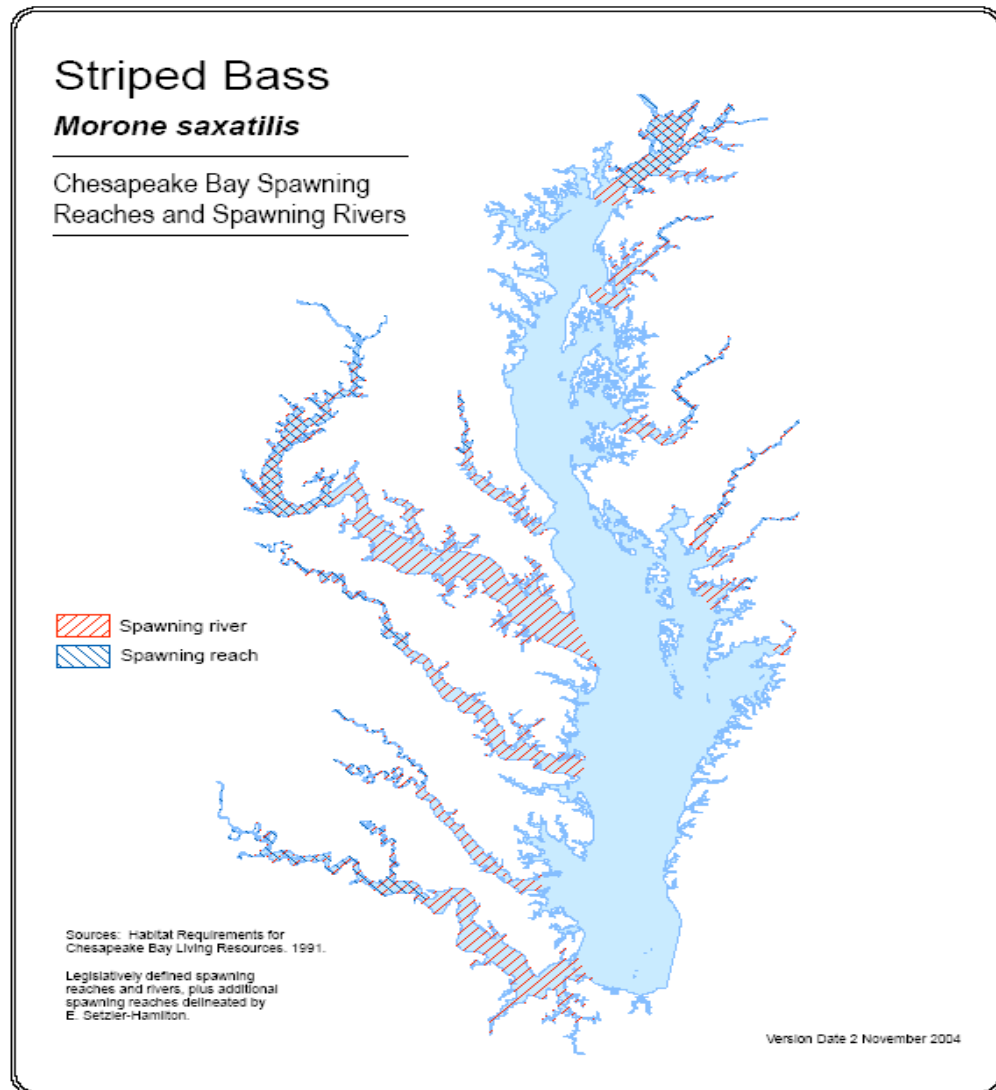 Striped Bass
Morone saxatilis
Chesapeake Bay Spawning
Reaches and Spawning Rivers
Spawning river
Spawning reach
Sources: Habitat Requirements for
Chesapeake Bay Living Resources. 1991.
Legislatively defined spawning
reaches and rivers, plus additional
spawning reaches delineated by
E. Setzler-Hamilton.
Version Date 2 November 2004